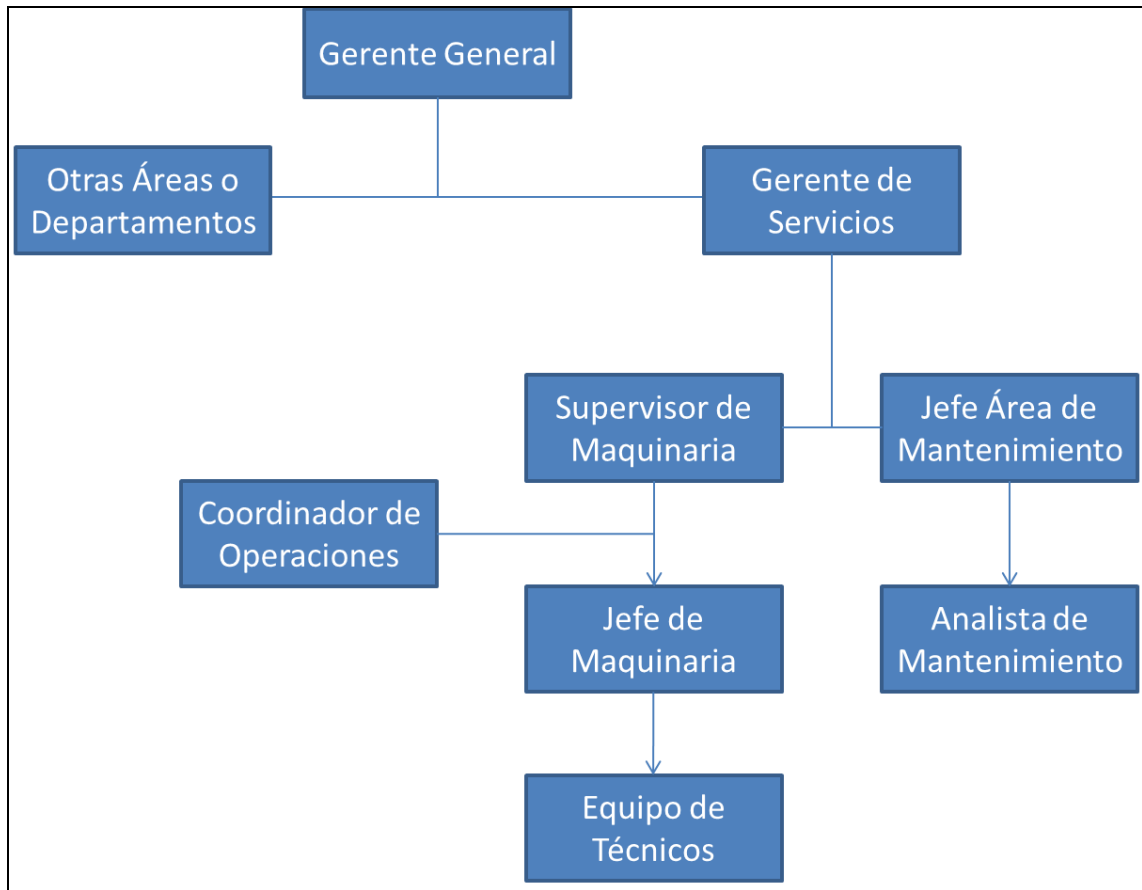 Gerente General
Otras Áreas o
Departamentos
Gerente de
Servicios
Supervisor de
Maquinaria
Jefe Área de
Mantenimiento
Coordinador de
Operaciones
Jefe de
Maquinaria
Analista de
Mantenimiento
Equipo de
Técnicos